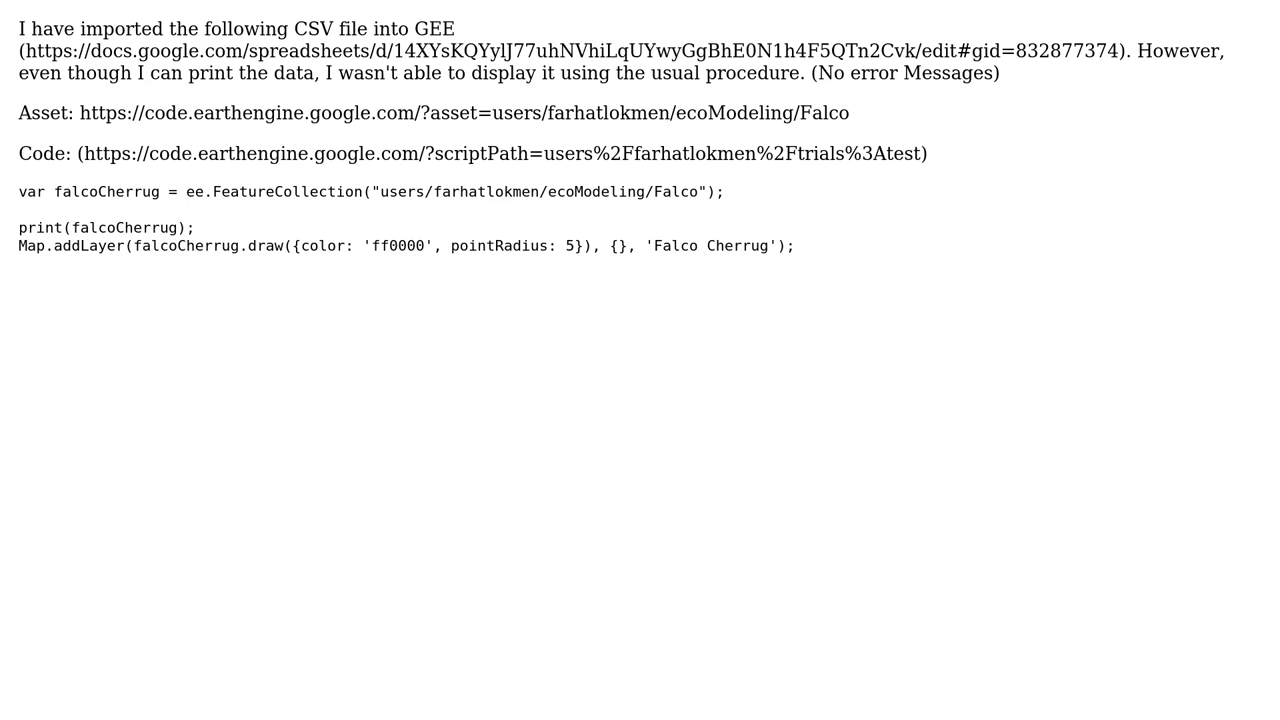 I have imported the following CSV file into GEE
(https://docs.google.com/spreadsheets/d/14XYsKQYylJ77uhNVhiLqUYwyGgBhE0N1h4F5QTn2Cvk/edit#gid=832877374). However,
even though I can print the data, I wasn't able to display it using the usual procedure. (No error Messages)
Asset: https://code.earthengine.google.com/?asset=users/farhatlokmen/ecoModeling/Falco
Code: (https://code.earthengine.google.com/?scriptPath=users%2Ffarhatlokmen%2Ftrials%3Atest)
var falcoCherrug = ee.FeatureCollection("users/farhatlokmen/ecoModeling/Falco");
print(falcoCherrug);
Map.addLayer(falcoCherrug.draw({color: 'ff0000', pointRadius: 5}), {}, 'Falco Cherrug');